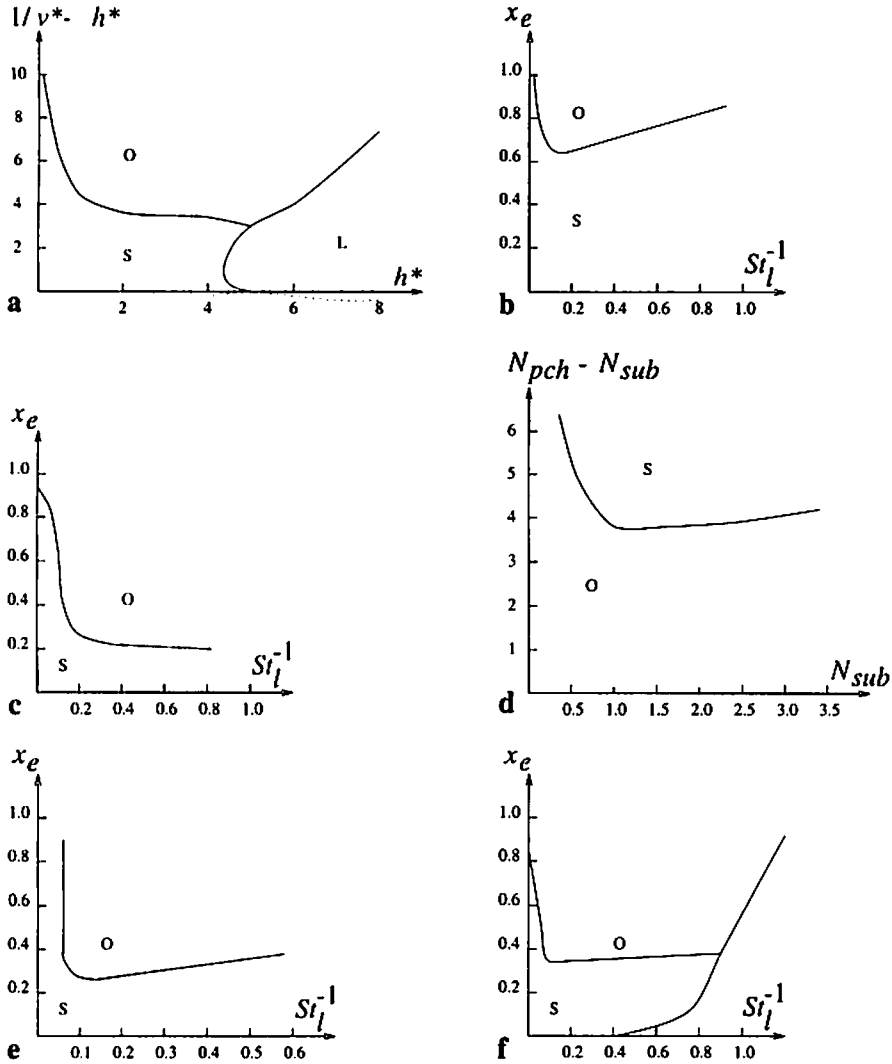 1/v*- h*
10
8
6
4
2
O
S
L
2 4 6 8
h*
a
x_e
1.0
0.8
0.6
0.4
0.2
O
S
St_l^-1
0.2 0.4 0.6 0.8 1.0
b
x_e
1.0
0.8
0.6
0.4
0.2
O
S
St_l^-1
0.2 0.4 0.6 0.8 1.0
c
N_pch - N_sub
6
5
4
3
2
1
S
O
N_sub
0.5 1.0 1.5 2.0 2.5 3.0 3.5
d
x_e
1.0
0.8
0.6
0.4
0.2
O
S
St_l^-1
0.1 0.2 0.3 0.4 0.5 0.6
e
x_e
1.0
0.8
0.6
0.4
0.2
O
S
St_l^-1
0.2 0.4 0.6 0.8 1.0
f